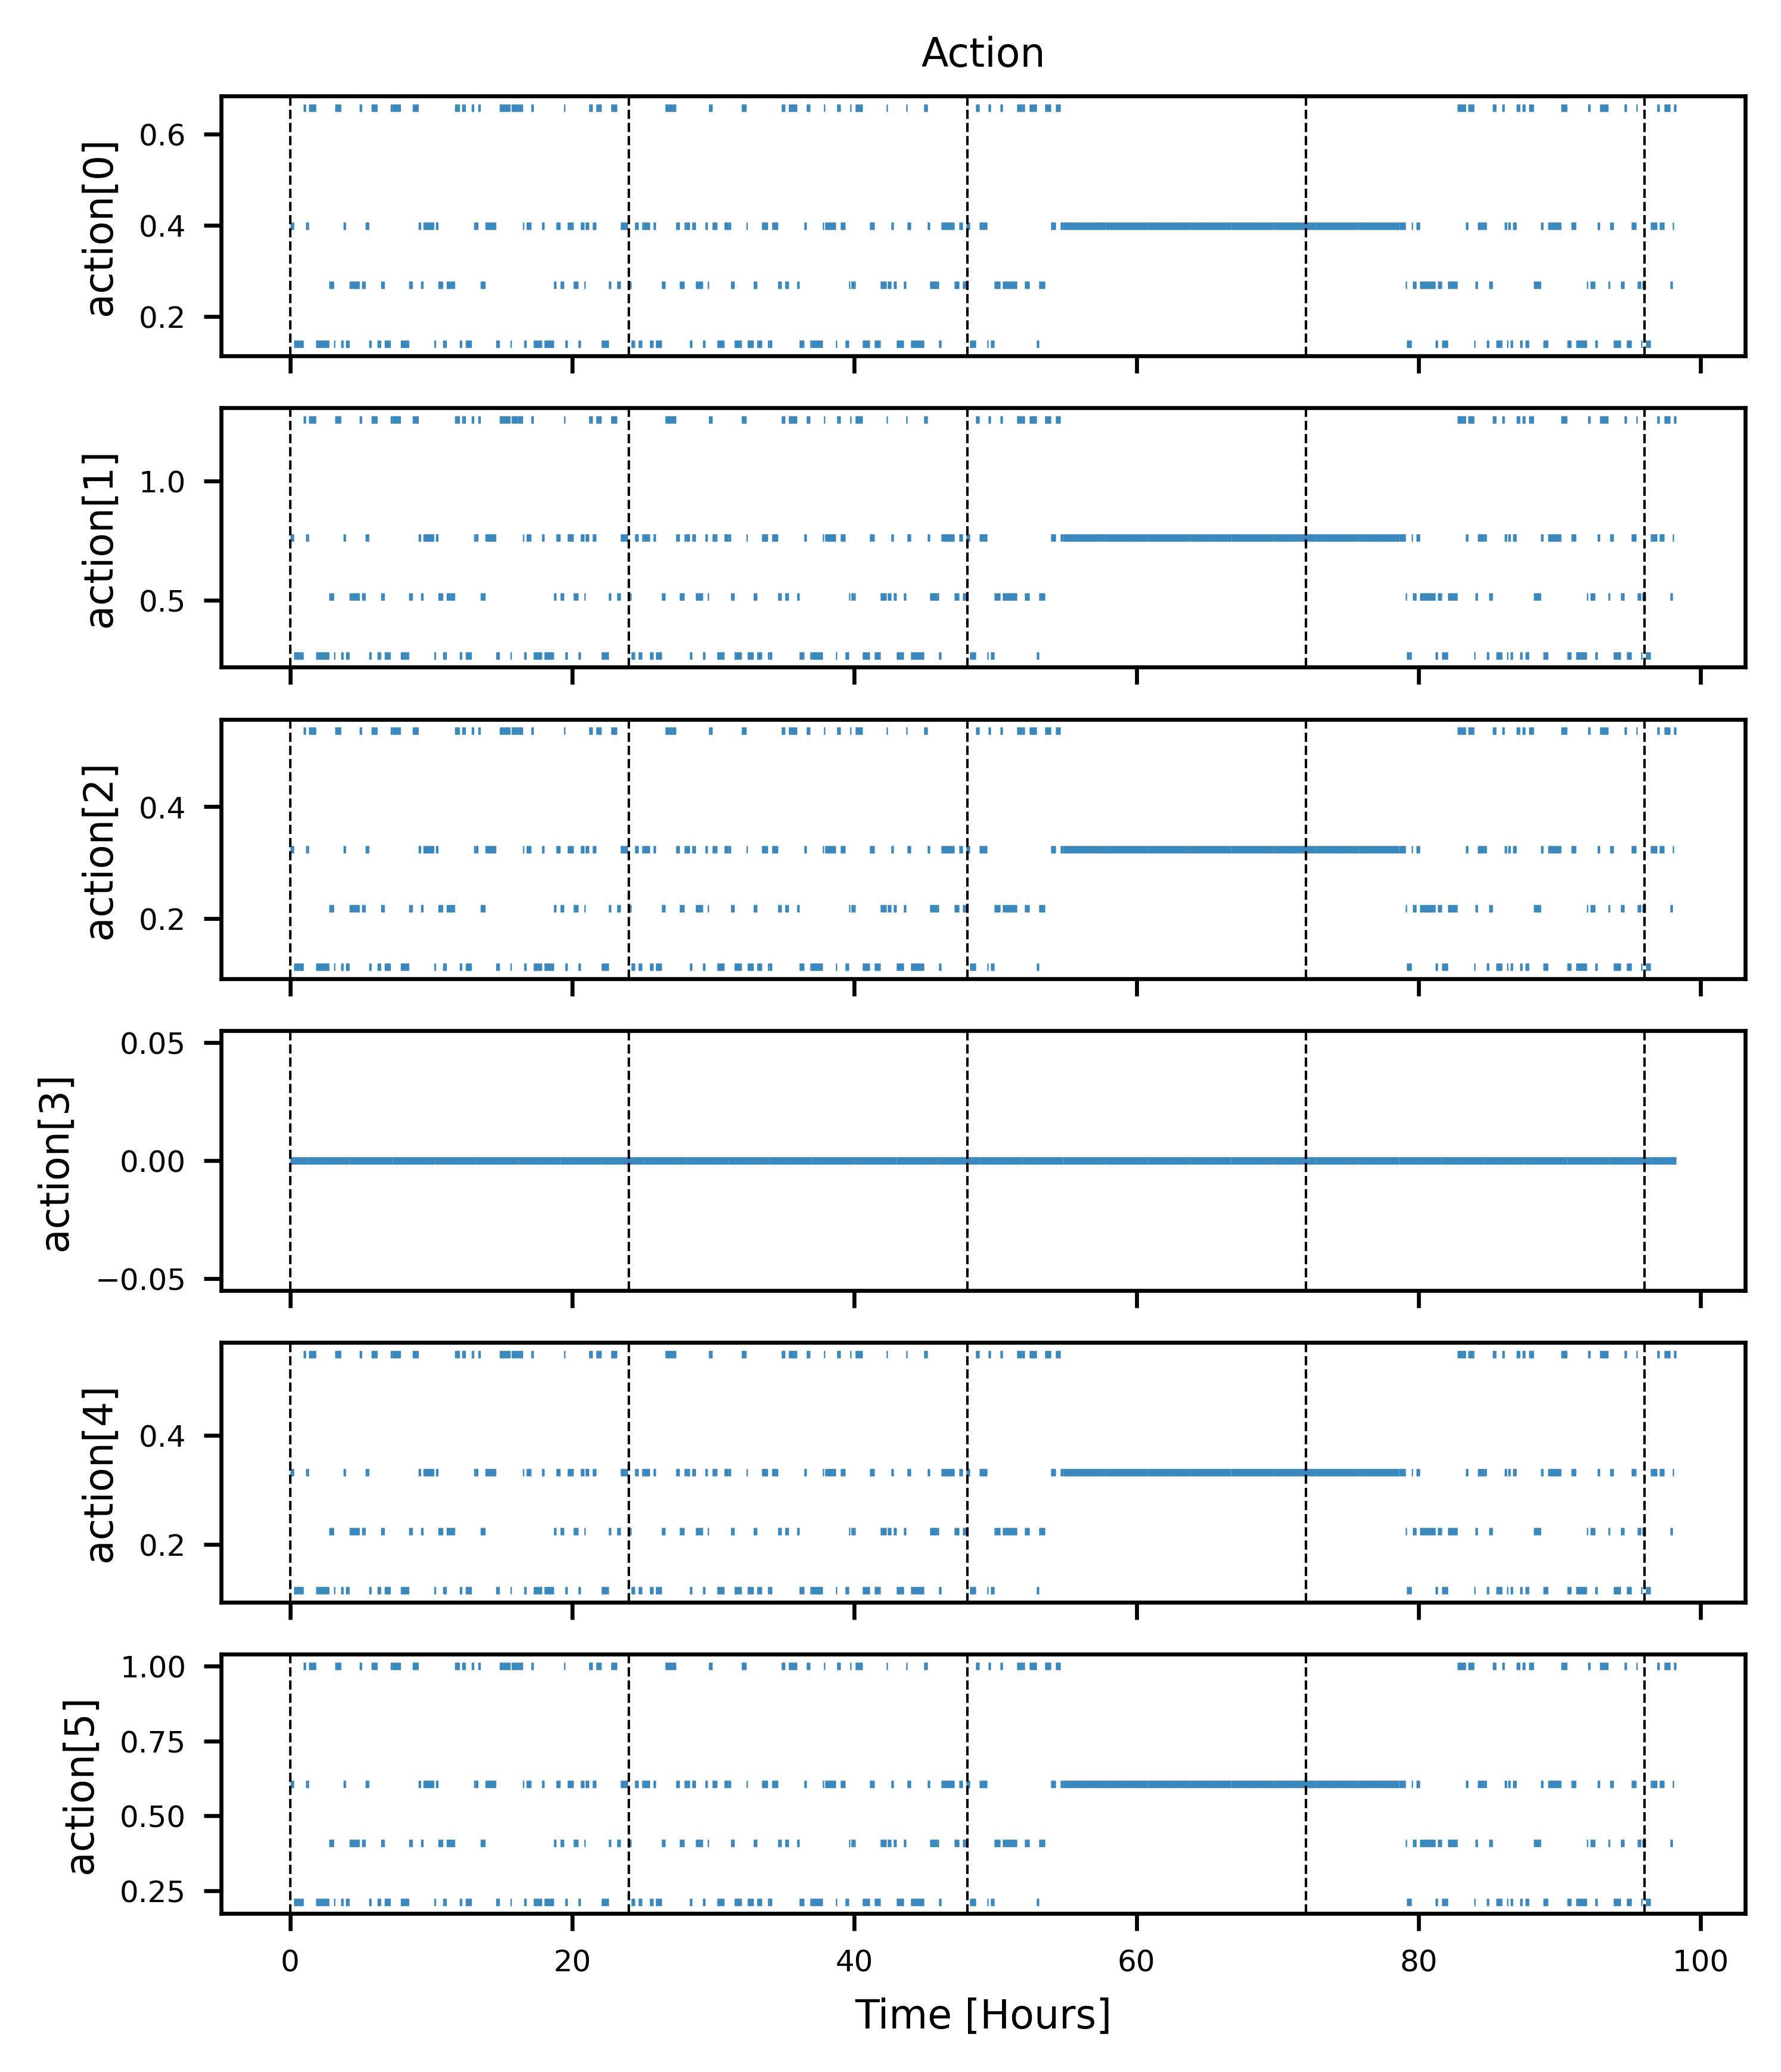 Action
action[0]
0.6
0.4
0.2
action[1]
1.0
0.5
action[2]
0.4
0.2
action[3]
0.05
0.00
−0.05
action[4]
0.4
0.2
action[5]
1.00
0.75
0.50
0.25
0 20 40 60 80 100
Time [Hours]